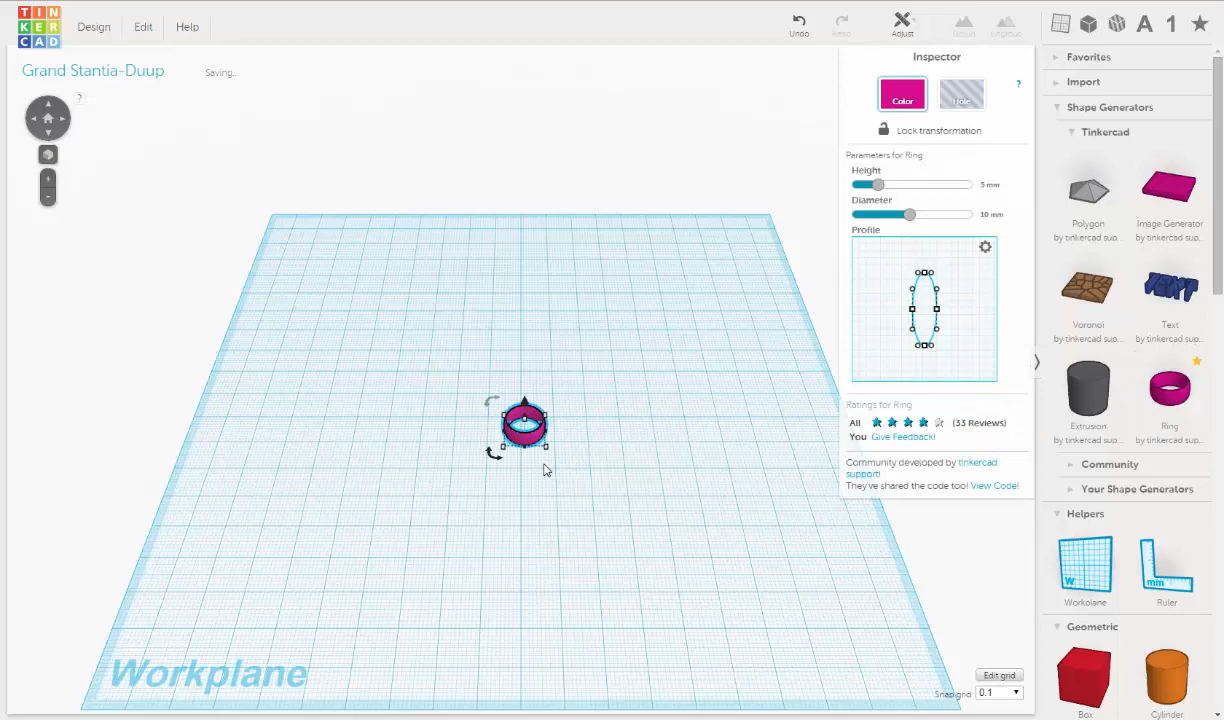 TIN
KER
CAD
Design
Edit
Help
Undo
Redo
Adjust
Group
Ungroup
A
1
Grand Stantia-Duup
Saving...
?
+
-
Inspector
Color
Hole
?
Lock transformation
Parameters for Ring
Height
5 mm
Diameter
10 mm
Profile
Ratings for Ring
All
(33 Reviews)
You
Give Feedback!
Community developed by tinkercad
support!
They've shared the code too! View Code!
Favorites
Import
Shape Generators
Tinkercad
Polygon
by tinkercad sup...
Image Generator
by tinkercad sup...
Voronoi
by tinkercad sup...
TEXT
Text
by tinkercad sup...
Extrusion
by tinkercad sup...
Ring
by tinkercad sup...
Community
Your Shape Generators
Helpers
W
Workplane
mm
Ruler
Geometric
Box
Cylinder
Workplane
Edit grid
Snap grid
0.1